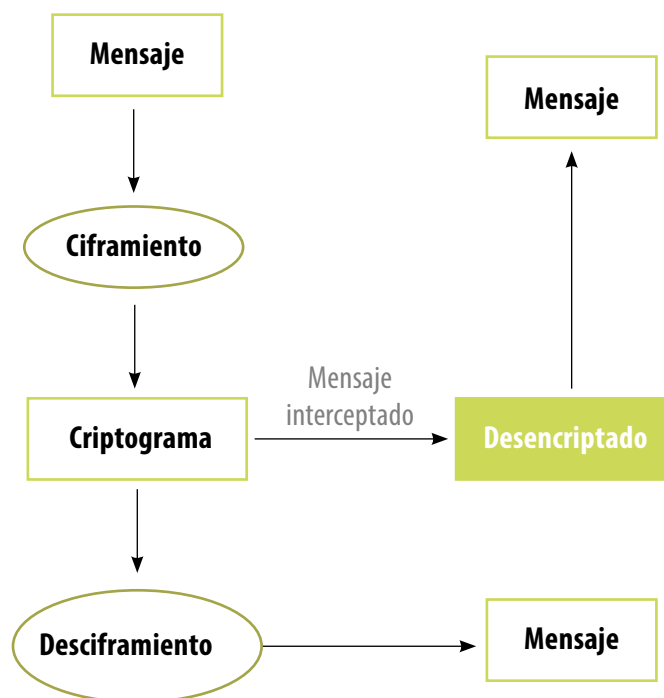 Mensaje
Mensaje
Ciframiento
Mensaje
interceptado
Criptograma
Desencriptado
Desciframiento
Mensaje